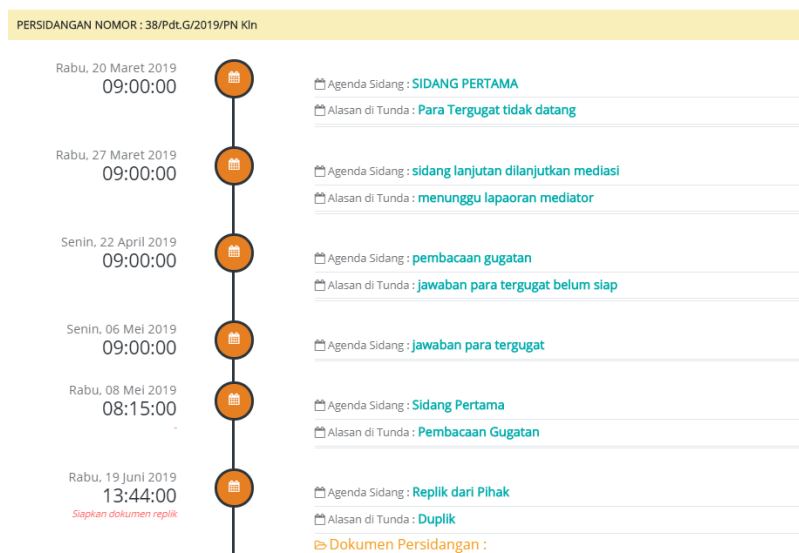 PERSIDANGAN NOMOR : 38/Pdt.G/2019/PN Kln
Rabu, 20 Maret 2019
09:00:00
Agenda Sidang : SIDANG PERTAMA
Alasan di Tunda : Para Tergugat tidak datang
Rabu, 27 Maret 2019
09:00:00
Agenda Sidang : sidang lanjutan dilanjutkan mediasi
Alasan di Tunda : menunggu lapaoran mediator
Senin, 22 April 2019
09:00:00
Agenda Sidang : pembacaan gugatan
Alasan di Tunda : jawaban para tergugat belum siap
Senin, 06 Mei 2019
09:00:00
Agenda Sidang : jawaban para tergugat
Rabu, 08 Mei 2019
08:15:00
-
Agenda Sidang : Sidang Pertama
Alasan di Tunda : Pembacaan Gugatan
Rabu, 19 Juni 2019
13:44:00
Siapkan dokumen replik
Agenda Sidang : Replik dari Pihak
Alasan di Tunda : Duplik
Dokumen Persidangan :